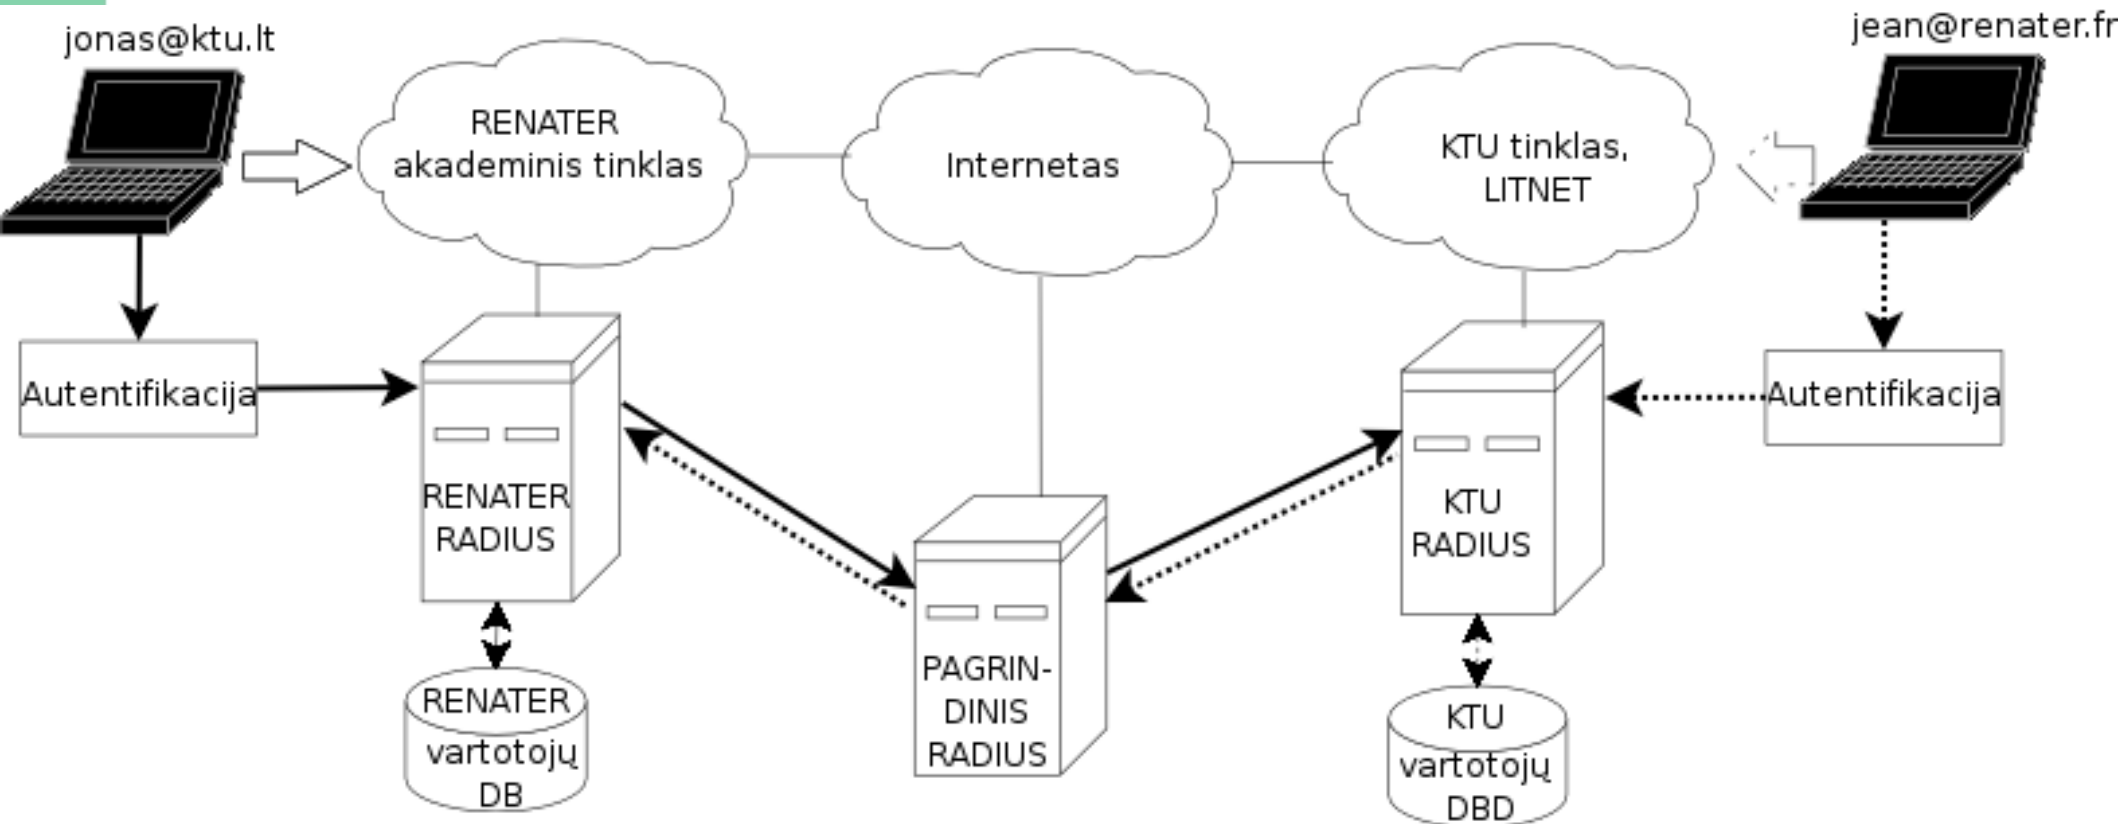 jonas@ktu.lt
jean@renater.fr
RENATER
akademinis tinklas
Internetas
KTU tinklas,
LITNET
Autentifikacija
Autentifikacija
RENATER
RADIUS
KTU
RADIUS
PAGRIN-
DINIS
RADIUS
RENATER
vartotojų
DB
KTU
vartotojų
DBD